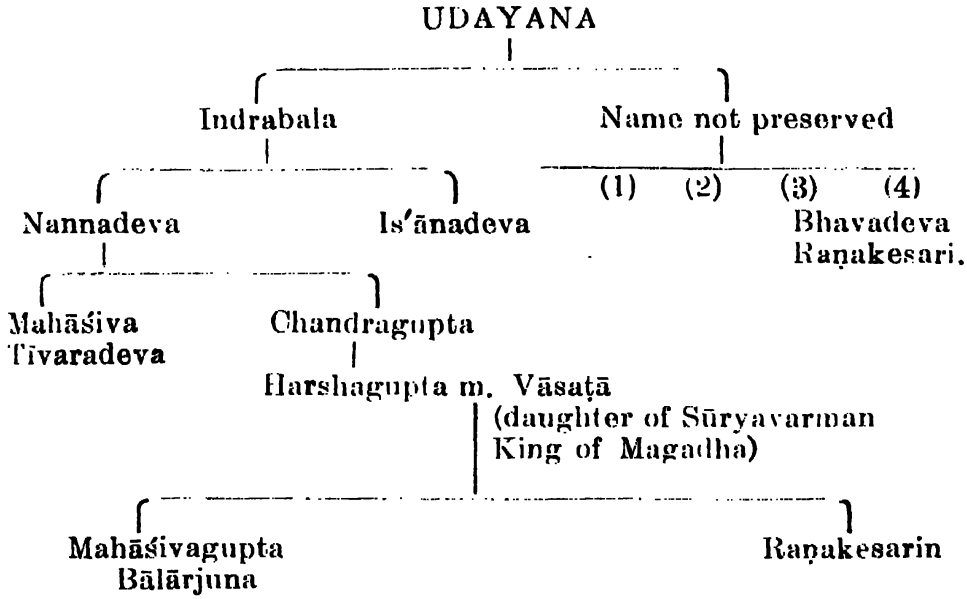 UDAYANA
Indrabala Name not preserved
(1) (2) (3) (4)
Nannadeva Is'ānadeva Bhavadeva
Raṇakesari.
Mahāśiva Chandragupta
Tīvaradeva
Harshagupta m. Vāsaṭā
(daughter of Sūryavarman
King of Magadha)
Mahāśivagupta Raṇakesarin
Bālārjuna